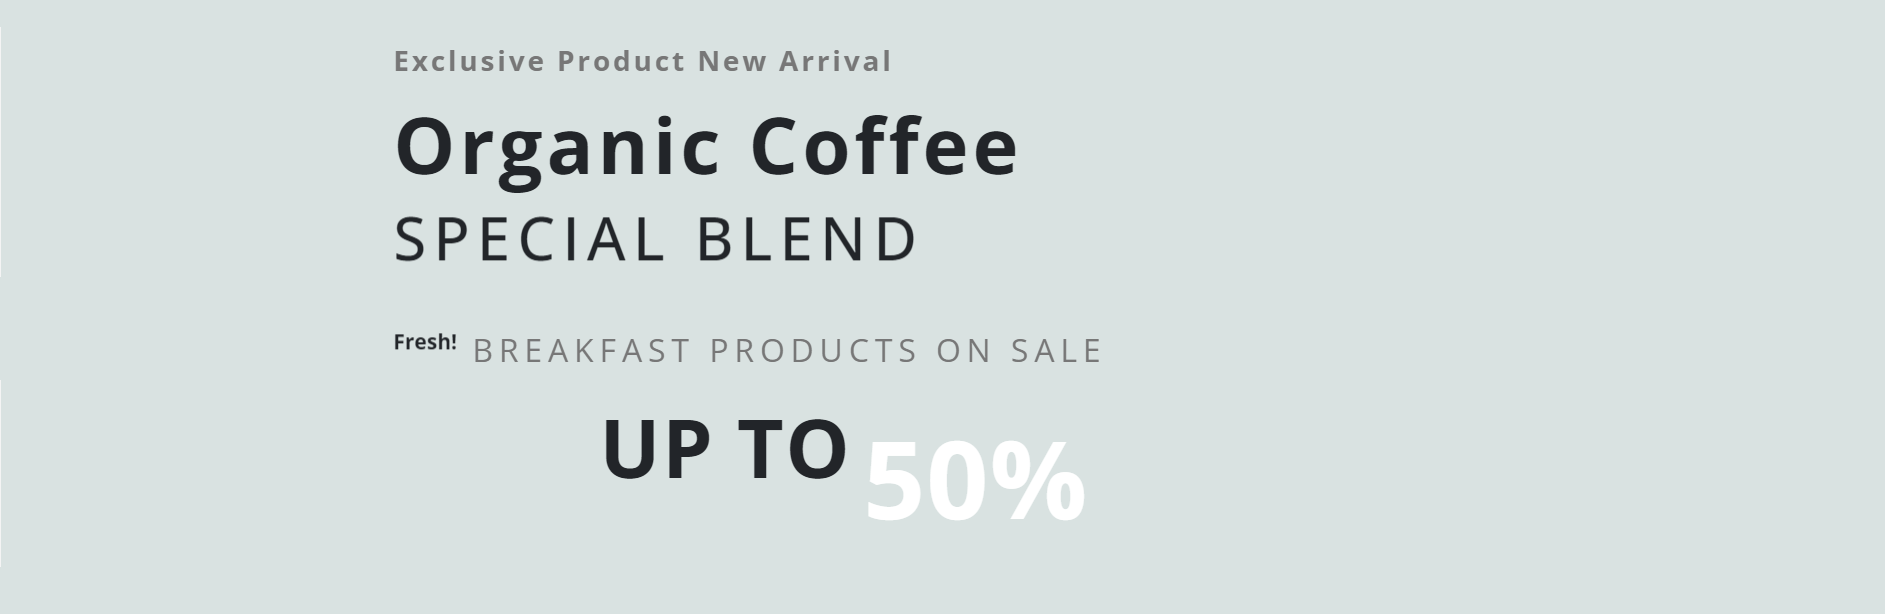 Exclusive Product New Arrival
Organic Coffee
SPECIAL BLEND
Fresh! BREAKFAST PRODUCTS ON SALE
UP TO 50%